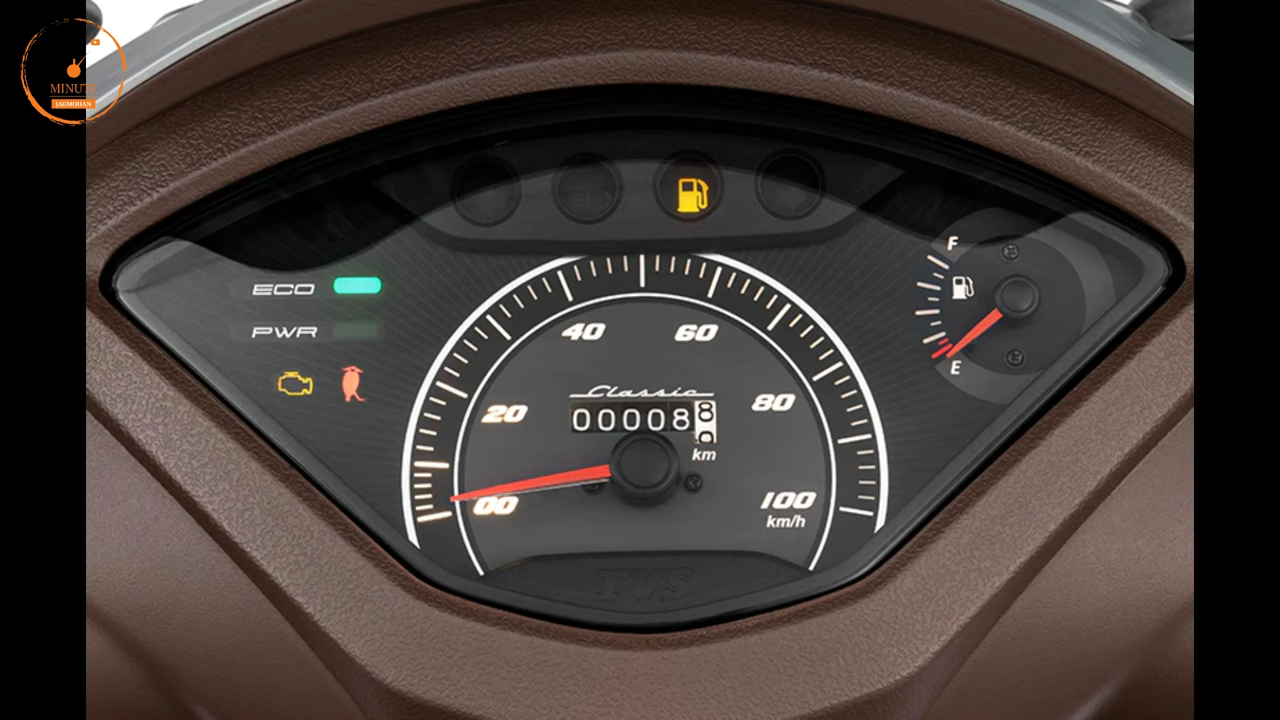 MINUTE
JAGMOHAN
F
ECO
PWR
E
40 60
20 80
Classic
000088
km
00 100
km/h
TVS